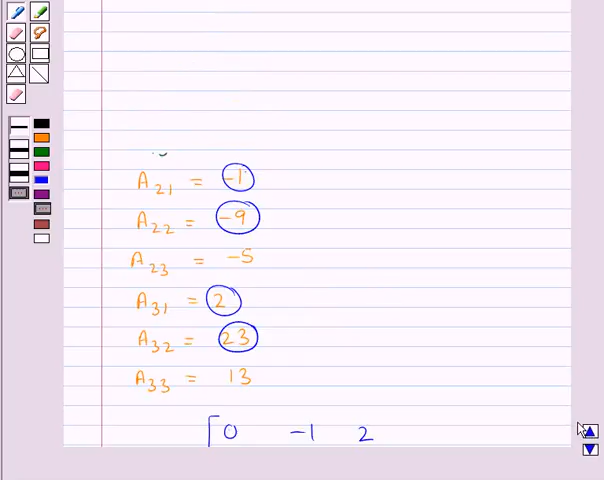 A21 = -1
A22 = -9
A23 = -5
A31 = 2
A32 = 23
A33 = 13
[0 -1 2